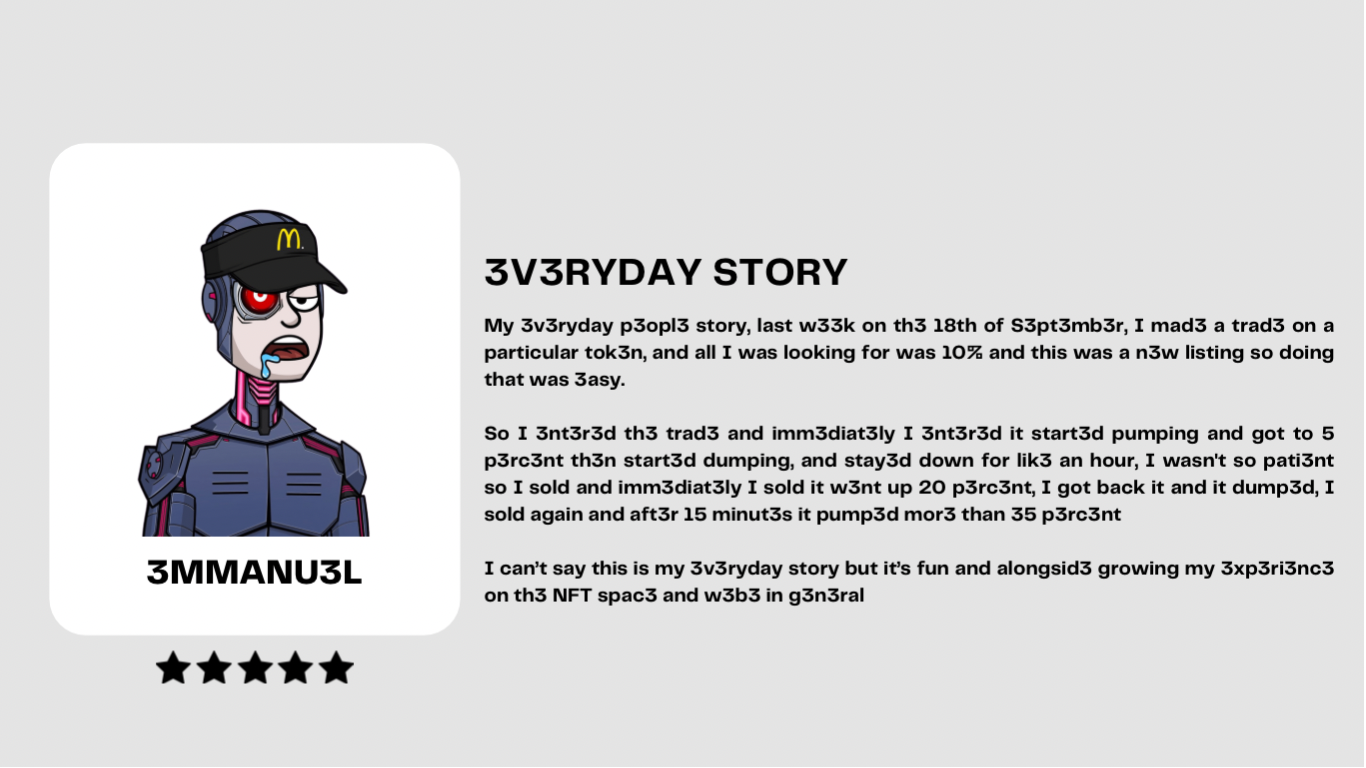 3V3RYDAY STORY
My 3v3ryday p3opl3 story, last w33k on th3 18th of S3pt3mb3r, I mad3 a trad3 on a
particular tok3n, and all I was looking for was 10% and this was a n3w listing so doing
that was 3asy.
So I 3nt3r3d th3 trad3 and imm3diat3ly I 3nt3r3d it start3d pumping and got to 5
p3rc3nt th3n start3d dumping, and stay3d down for lik3 an hour, I wasn't so pati3nt
so I sold and imm3diat3ly I sold it w3nt up 20 p3rc3nt, I got back it and it dump3d, I
sold again and aft3r 15 minut3s it pump3d mor3 than 35 p3rc3nt
I can’t say this is my 3v3ryday story but it’s fun and alongsid3 growing my 3xp3ri3nc3
on th3 NFT spac3 and w3b3 in g3n3ral
M
3MMANU3L